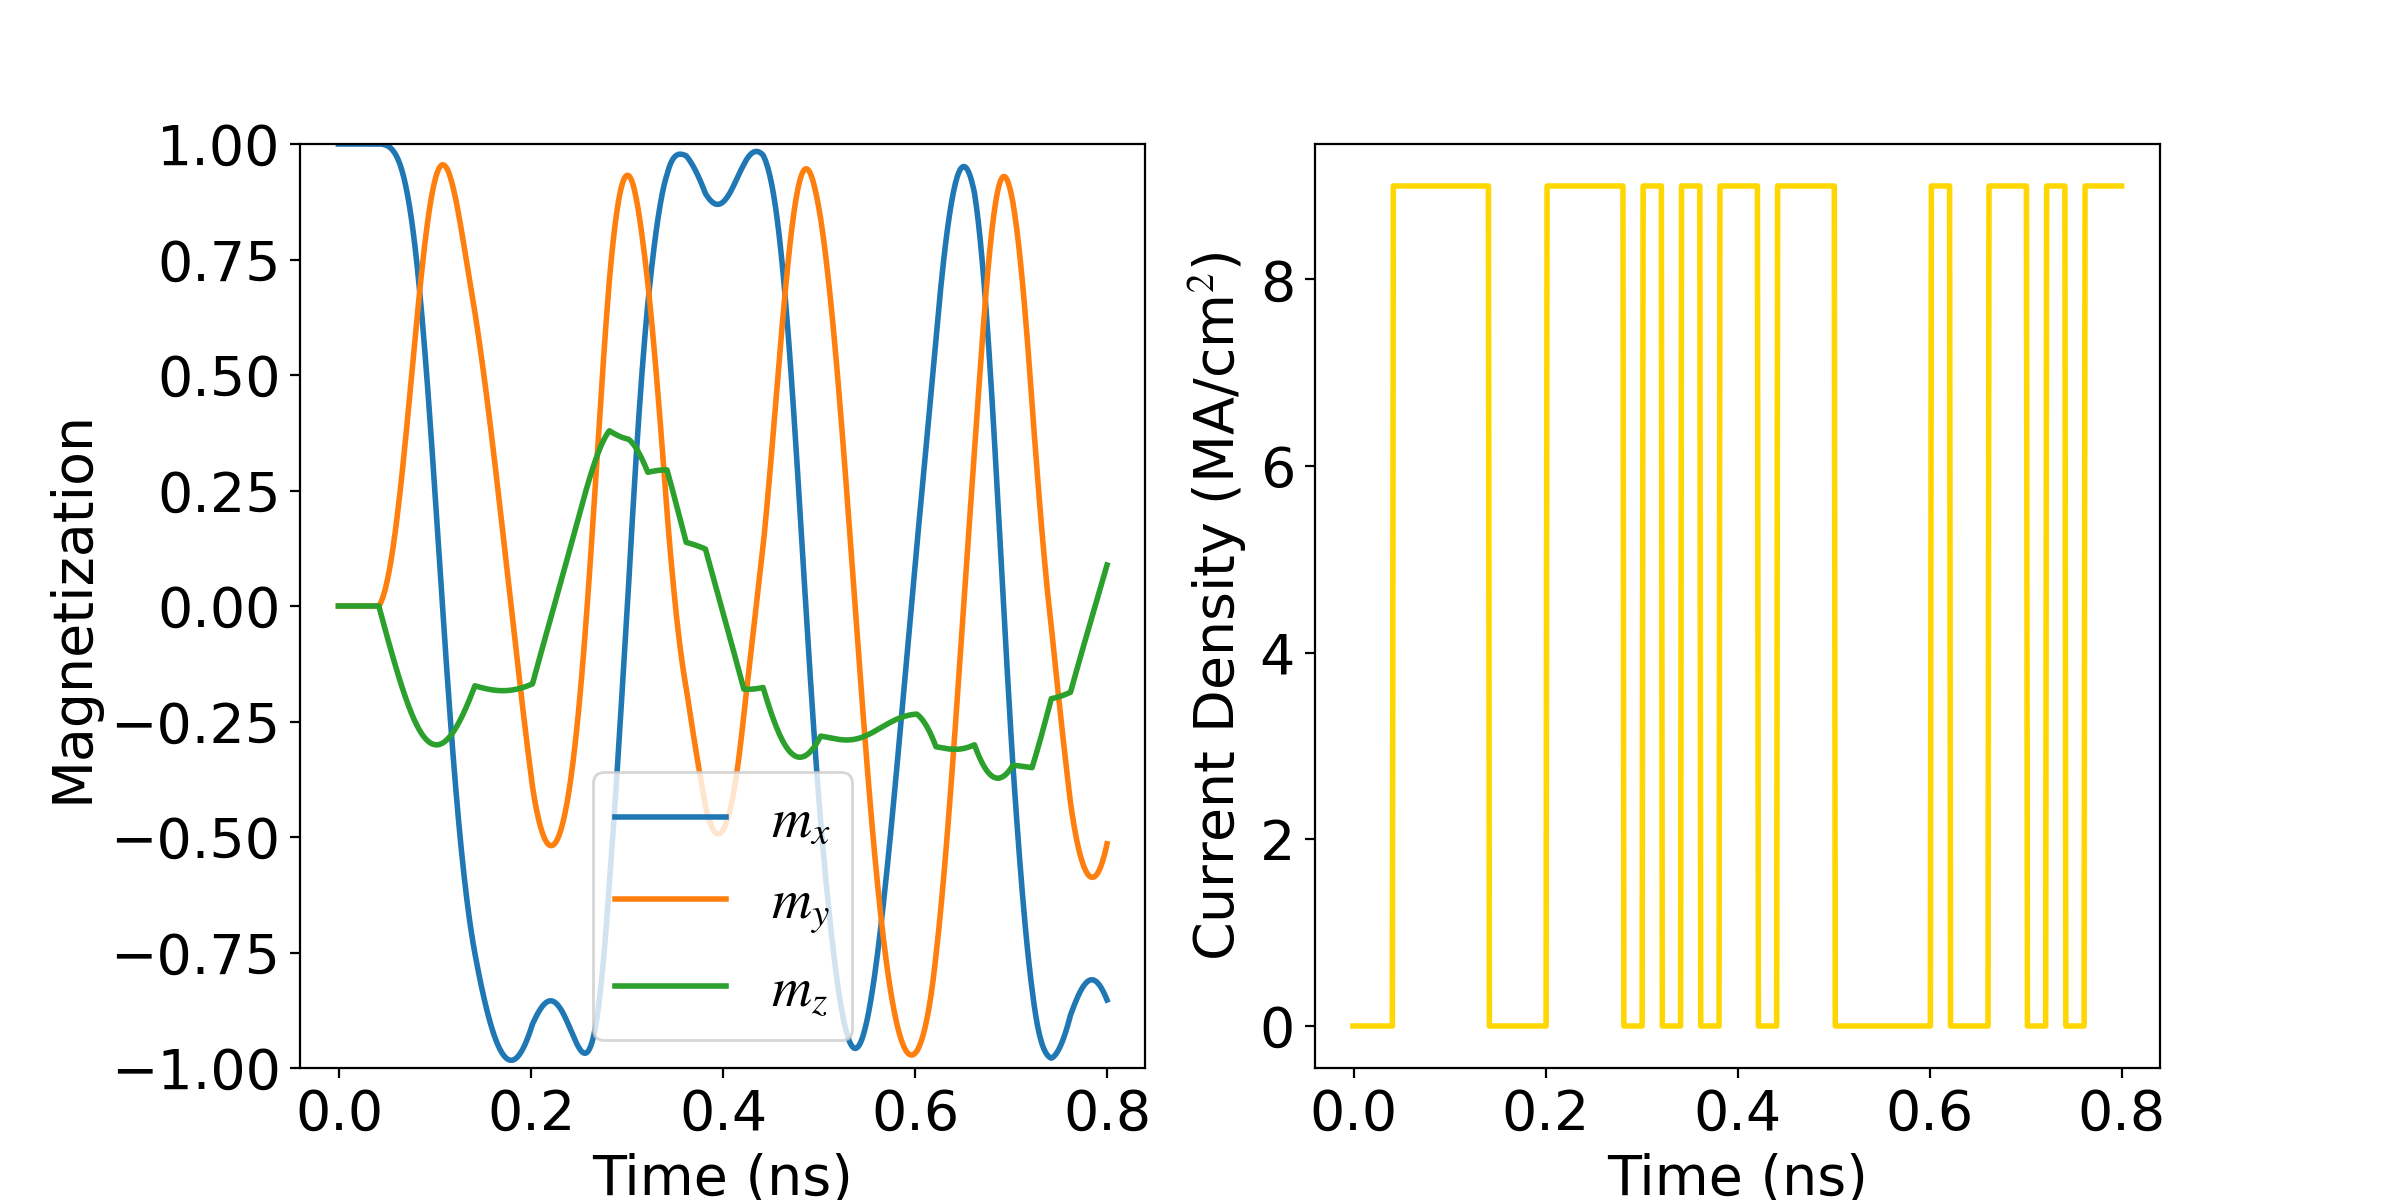 Magnetization
1.00
0.75
0.50
0.25
0.00
−0.25
−0.50
−0.75
−1.00
0.0 0.2 0.4 0.6 0.8
Time (ns)
m_x
m_y
m_z
Current Density (MA/cm²)
8
6
4
2
0
0.0 0.2 0.4 0.6 0.8
Time (ns)